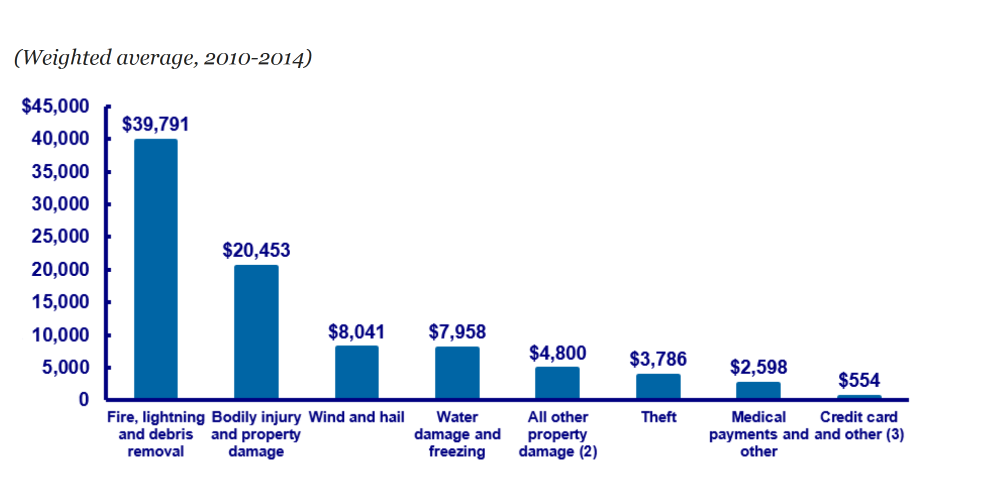 (Weighted average, 2010-2014)
$45,000
40,000
35,000
30,000
25,000
20,000
15,000
10,000
5,000
0
$39,791
$20,453
$8,041
$7,958
$4,800
$3,786
$2,598
$554
Fire, lightning
and debris
removal
Bodily injury
and property
damage
Wind and hail
Water
damage and
freezing
All other
property
damage (2)
Theft
Medical
payments and
other
Credit card
and other (3)